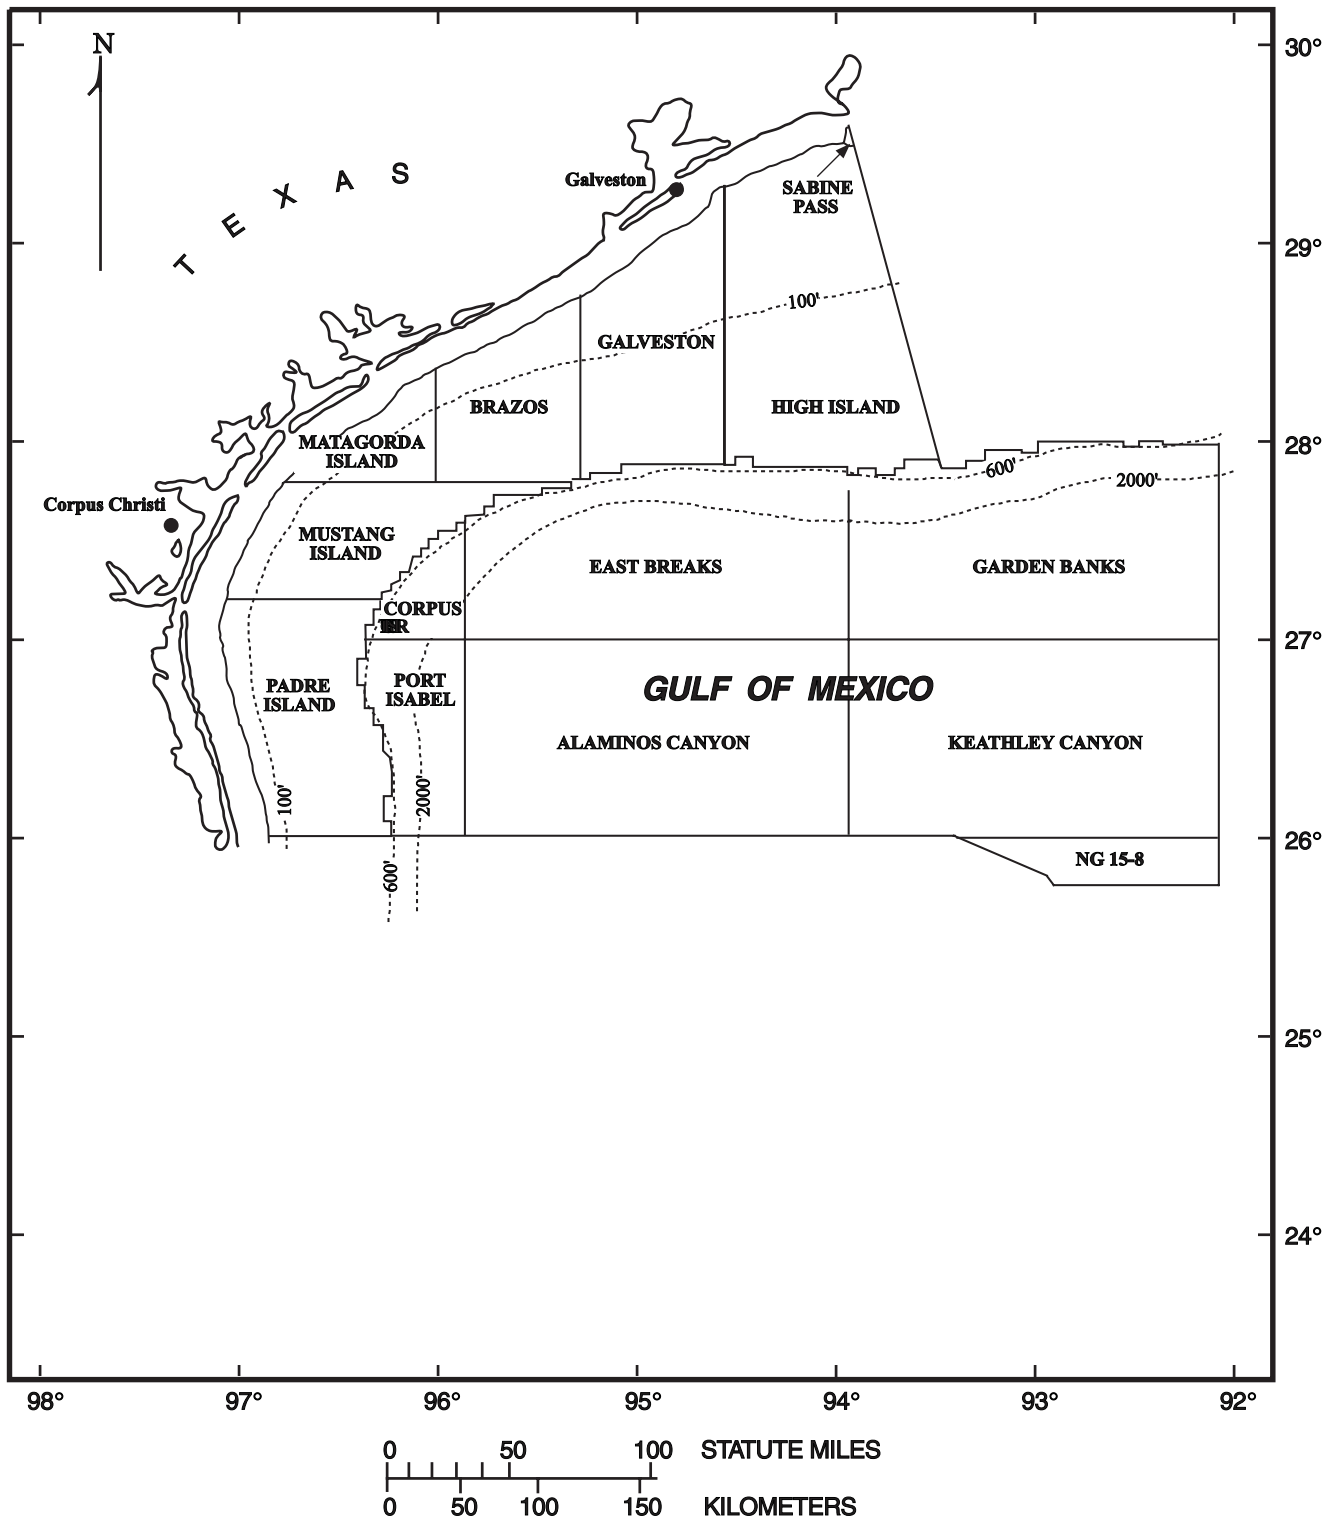 N
30°
TEXAS
Galveston
SABINE
PASS
29°
100'
GALVESTON
BRAZOS
HIGH ISLAND
MATAGORDA
ISLAND
28°
600'
2000'
Corpus Christi
MUSTANG
ISLAND
EAST BREAKS
GARDEN BANKS
CORPUS
27°
PADRE
ISLAND
PORT
ISABEL
GULF OF MEXICO
ALAMINOS CANYON
KEATHLEY CANYON
100'
2000'
600'
26°
NG 15-8
25°
24°
98° 97° 96° 95° 94° 93° 92°
0 50 100 STATUTE MILES
0 50 100 150 KILOMETERS